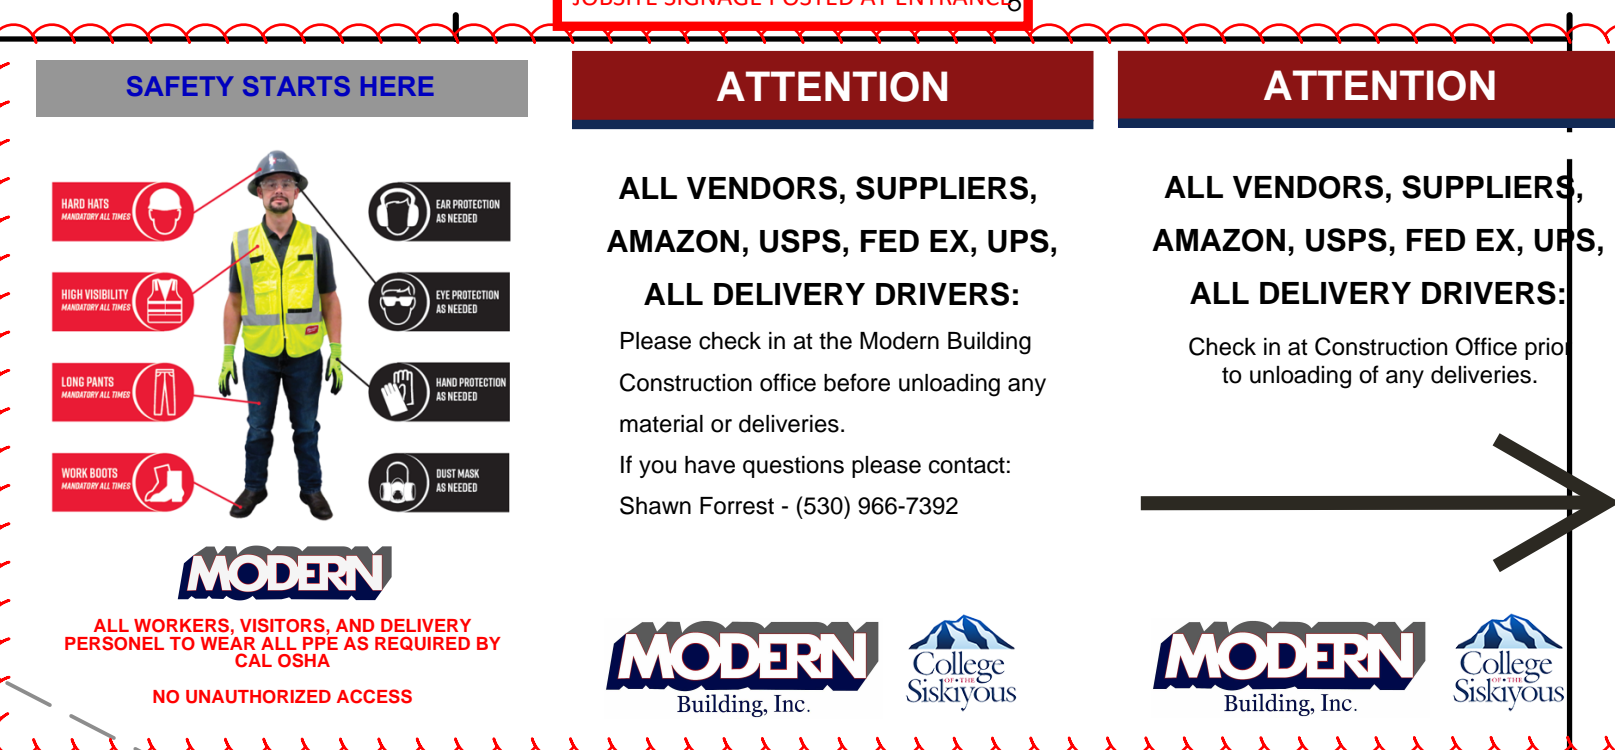 JOBSITE SIGNAGE POSTED AT ENTRANCE
SAFETY STARTS HERE
HARD HATS
MANDATORY ALL TIMES
HIGH VISIBILITY
MANDATORY ALL TIMES
LONG PANTS
MANDATORY ALL TIMES
WORK BOOTS
MANDATORY ALL TIMES
EAR PROTECTION
AS NEEDED
EYE PROTECTION
AS NEEDED
HAND PROTECTION
AS NEEDED
DUST MASK
AS NEEDED
MODERN
ALL WORKERS, VISITORS, AND DELIVERY
PERSONEL TO WEAR ALL PPE AS REQUIRED BY
CAL OSHA
NO UNAUTHORIZED ACCESS
ATTENTION
ALL VENDORS, SUPPLIERS,
AMAZON, USPS, FED EX, UPS,
ALL DELIVERY DRIVERS:
Please check in at the Modern Building
Construction office before unloading any
material or deliveries.
If you have questions please contact:
Shawn Forrest - (530) 966-7392
MODERN
Building, Inc.
College
OF • THE
Siskiyous
ATTENTION
ALL VENDORS, SUPPLIERS,
AMAZON, USPS, FED EX, UPS,
ALL DELIVERY DRIVERS:
Check in at Construction Office prior
to unloading of any deliveries.
MODERN
Building, Inc.
College
OF • THE
Siskiyous